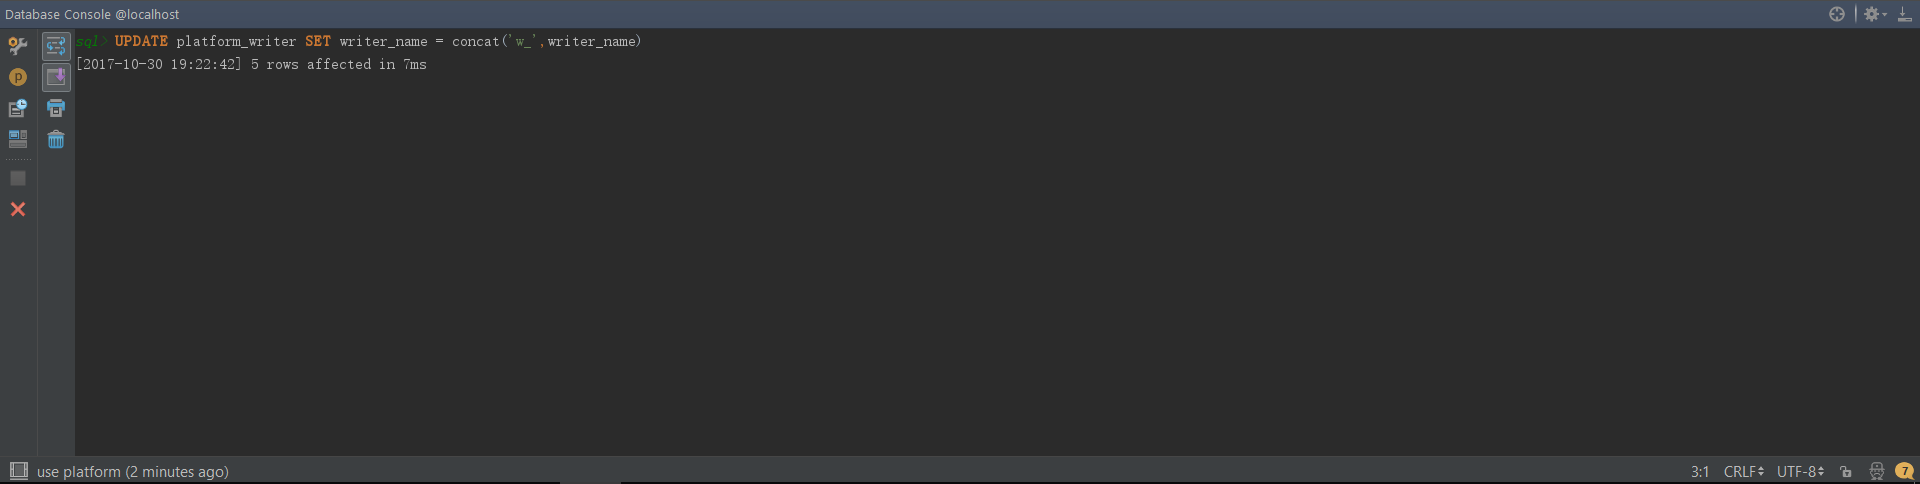 Database Console @localhost
sql> UPDATE platform_writer SET writer_name = concat('w_',writer_name)
[2017-10-30 19:22:42] 5 rows affected in 7ms
p
use platform (2 minutes ago)
3:1 CRLF UTF-8 7